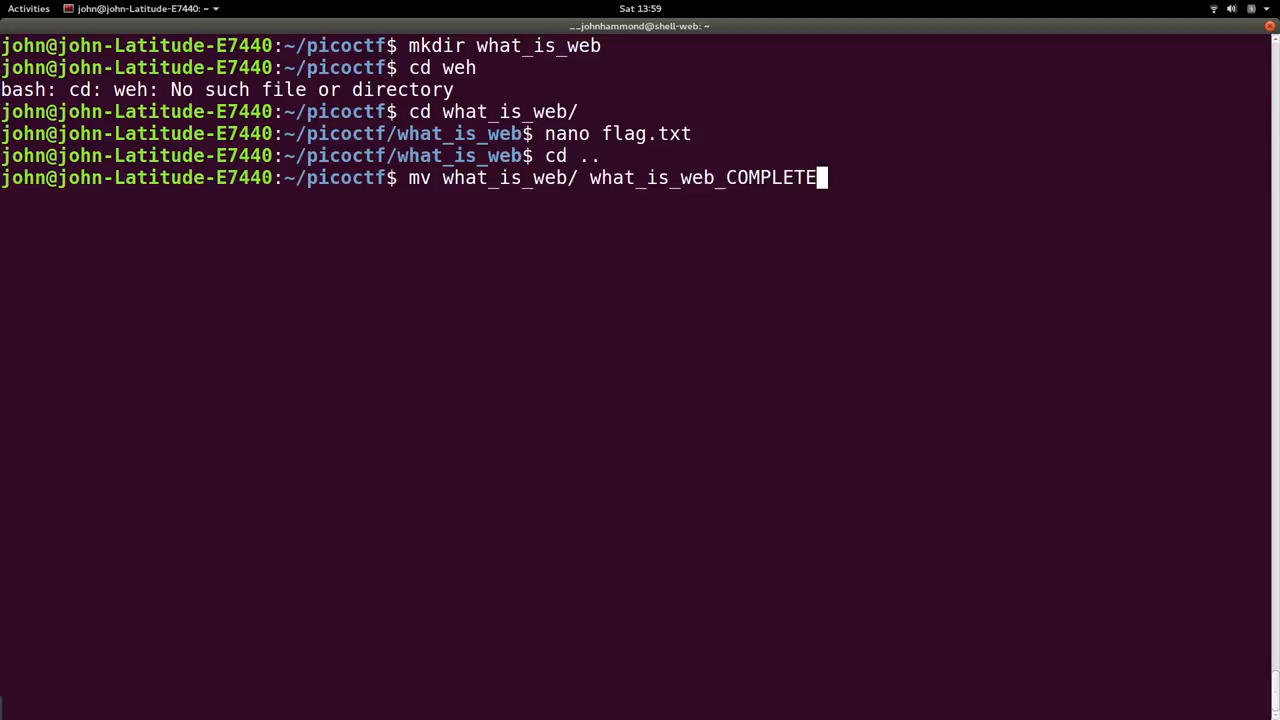 Activities john@john-Latitude-E7440: ~ Sat 13:59
__johnhammond@shell-web: ~
john@john-Latitude-E7440:~/picoctf$ mkdir what_is_web
john@john-Latitude-E7440:~/picoctf$ cd weh
bash: cd: weh: No such file or directory
john@john-Latitude-E7440:~/picoctf$ cd what_is_web/
john@john-Latitude-E7440:~/picoctf/what_is_web$ nano flag.txt
john@john-Latitude-E7440:~/picoctf/what_is_web$ cd ..
john@john-Latitude-E7440:~/picoctf$ mv what_is_web/ what_is_web_COMPLETE